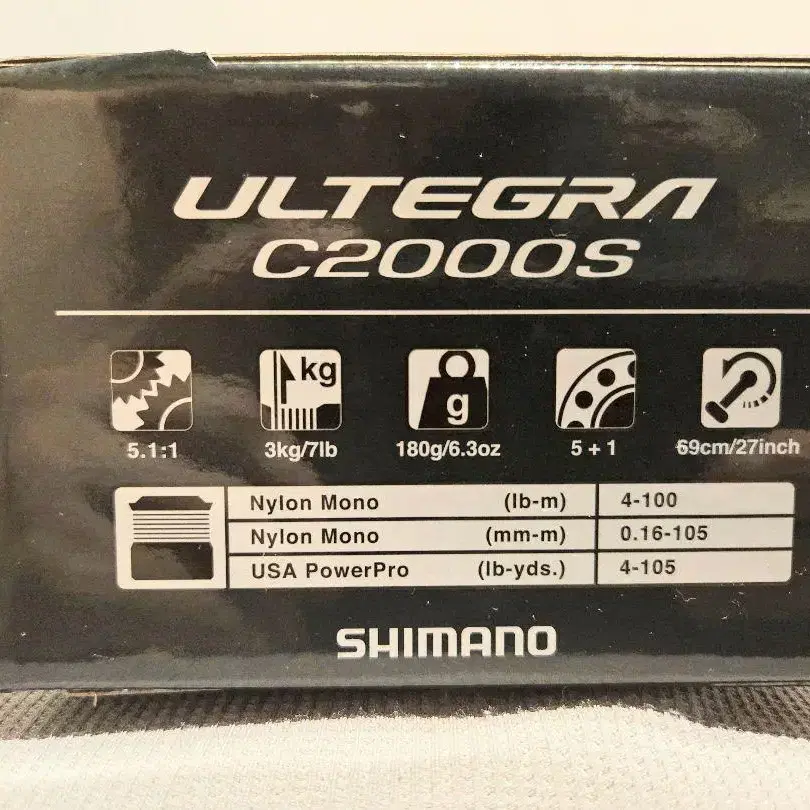 ULTEGRA
C2000S
kg
g
5.1:1 3kg/7lb 180g/6.3oz 5 + 1 69cm/27inch
Nylon Mono (lb-m) 4-100
Nylon Mono (mm-m) 0.16-105
USA PowerPro (lb-yds.) 4-105
SHIMANO